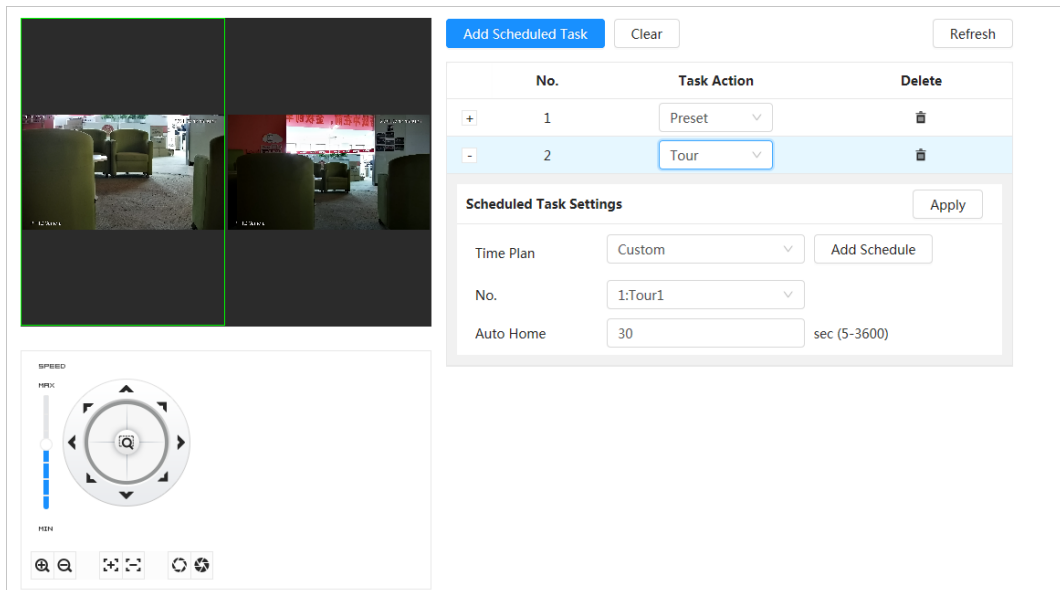 Add Scheduled Task Clear Refresh
No. Task Action Delete
+ 1 Preset
- 2 Tour
Scheduled Task Settings Apply
Time Plan Custom Add Schedule
No. 1:Tour1
Auto Home 30 sec (5-3600)
SPEED
MAX
MIN